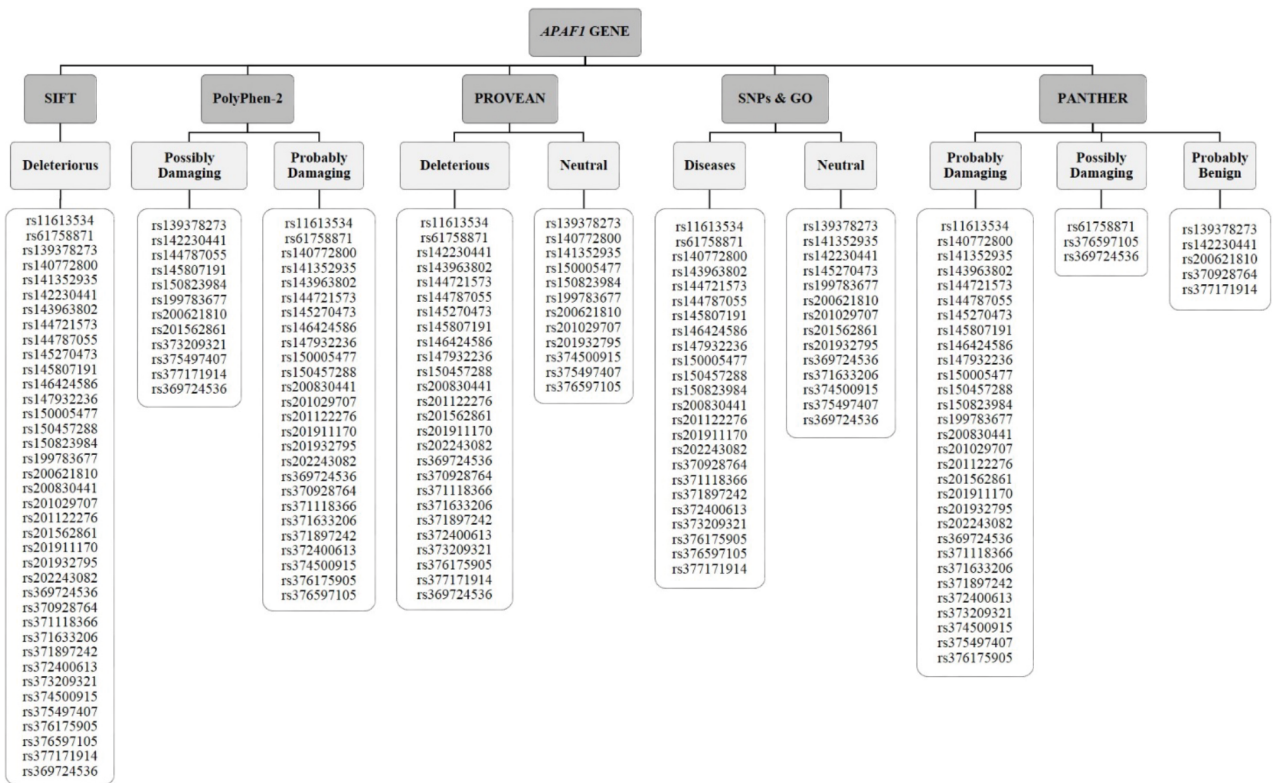 APAF1 GENE
SIFT
PolyPhen-2
PROVEAN
SNPs & GO
PANTHER
Deleteriorus
Possibly
Damaging
Probably
Damaging
Deleterious
Neutral
Diseases
Neutral
Probably
Damaging
Possibly
Damaging
Probably
Benign
rs11613534
rs61758871
rs139378273
rs140772800
rs141352935
rs142230441
rs143963802
rs144721573
rs144787055
rs145270473
rs145807191
rs146424586
rs147932236
rs150005477
rs150457288
rs150823984
rs199783677
rs200621810
rs200830441
rs201029707
rs201122276
rs201562861
rs201911170
rs201932795
rs202243082
rs369724536
rs370928764
rs371118366
rs371633206
rs371897242
rs372400613
rs373209321
rs374500915
rs375497407
rs376175905
rs376597105
rs377171914
rs369724536
rs139378273
rs142230441
rs144787055
rs145807191
rs150823984
rs199783677
rs200621810
rs201562861
rs373209321
rs375497407
rs377171914
rs369724536
rs11613534
rs61758871
rs140772800
rs141352935
rs143963802
rs144721573
rs145270473
rs146424586
rs147932236
rs150005477
rs150457288
rs200830441
rs201029707
rs201122276
rs201911170
rs201932795
rs202243082
rs369724536
rs370928764
rs371118366
rs371633206
rs371897242
rs372400613
rs374500915
rs376175905
rs376597105
rs11613534
rs61758871
rs142230441
rs143963802
rs144721573
rs144787055
rs145270473
rs145807191
rs146424586
rs147932236
rs150457288
rs200830441
rs201122276
rs201562861
rs201911170
rs202243082
rs369724536
rs370928764
rs371118366
rs371633206
rs371897242
rs372400613
rs373209321
rs376175905
rs377171914
rs369724536
rs139378273
rs140772800
rs141352935
rs150005477
rs150823984
rs199783677
rs200621810
rs201029707
rs201932795
rs374500915
rs375497407
rs376597105
rs11613534
rs61758871
rs140772800
rs143963802
rs144721573
rs144787055
rs145807191
rs146424586
rs147932236
rs150005477
rs150457288
rs150823984
rs200830441
rs201122276
rs201911170
rs202243082
rs370928764
rs371118366
rs371897242
rs372400613
rs373209321
rs376175905
rs376597105
rs377171914
rs139378273
rs141352935
rs142230441
rs145270473
rs199783677
rs200621810
rs201029707
rs201562861
rs201932795
rs369724536
rs371633206
rs374500915
rs375497407
rs369724536
rs11613534
rs140772800
rs141352935
rs143963802
rs144721573
rs144787055
rs145270473
rs145807191
rs146424586
rs147932236
rs150005477
rs150457288
rs150823984
rs199783677
rs200830441
rs201029707
rs201122276
rs201562861
rs201911170
rs201932795
rs202243082
rs369724536
rs371118366
rs371633206
rs371897242
rs372400613
rs373209321
rs374500915
rs375497407
rs376175905
rs61758871
rs376597105
rs369724536
rs139378273
rs142230441
rs200621810
rs370928764
rs377171914